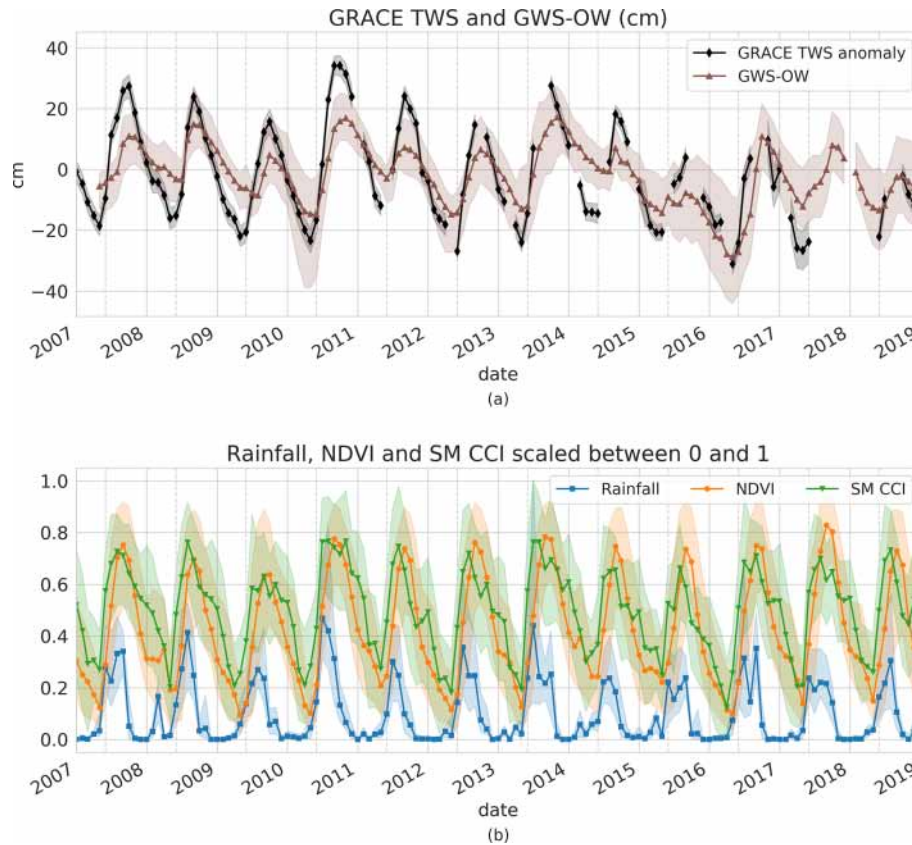 GRACE TWS and GWS-OW (cm)
40
20
0
−20
−40
cm
GRACE TWS anomaly
GWS-OW
2007 2008 2009 2010 2011 2012 2013 2014 2015 2016 2017 2018 2019
date
(a)
Rainfall, NDVI and SM CCI scaled between 0 and 1
1.0
0.8
0.6
0.4
0.2
0.0
Rainfall NDVI SM CCI
2007 2008 2009 2010 2011 2012 2013 2014 2015 2016 2017 2018 2019
date
(b)